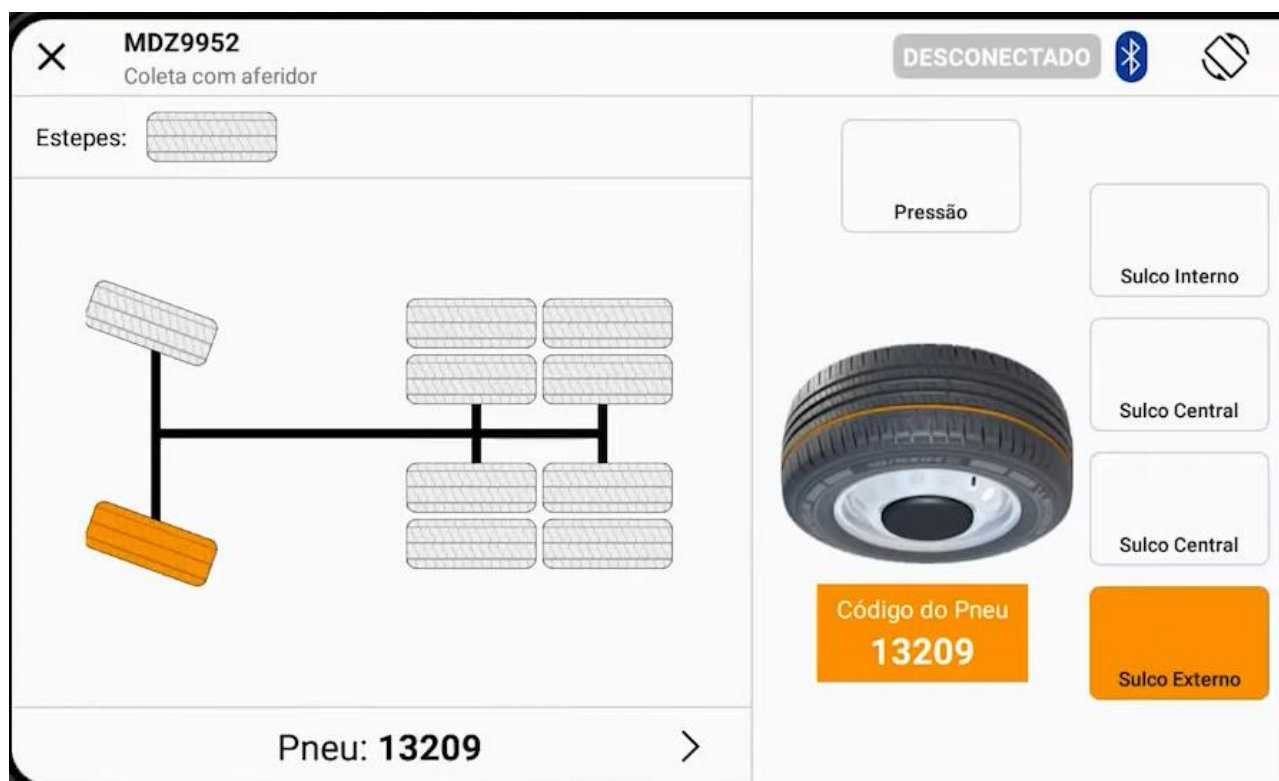 MDZ9952
Coleta com aferidor
DESCONECTADO
Estepes:
Pressão
Sulco Interno
Sulco Central
Sulco Central
Código do Pneu
13209
Sulco Externo
Pneu: 13209